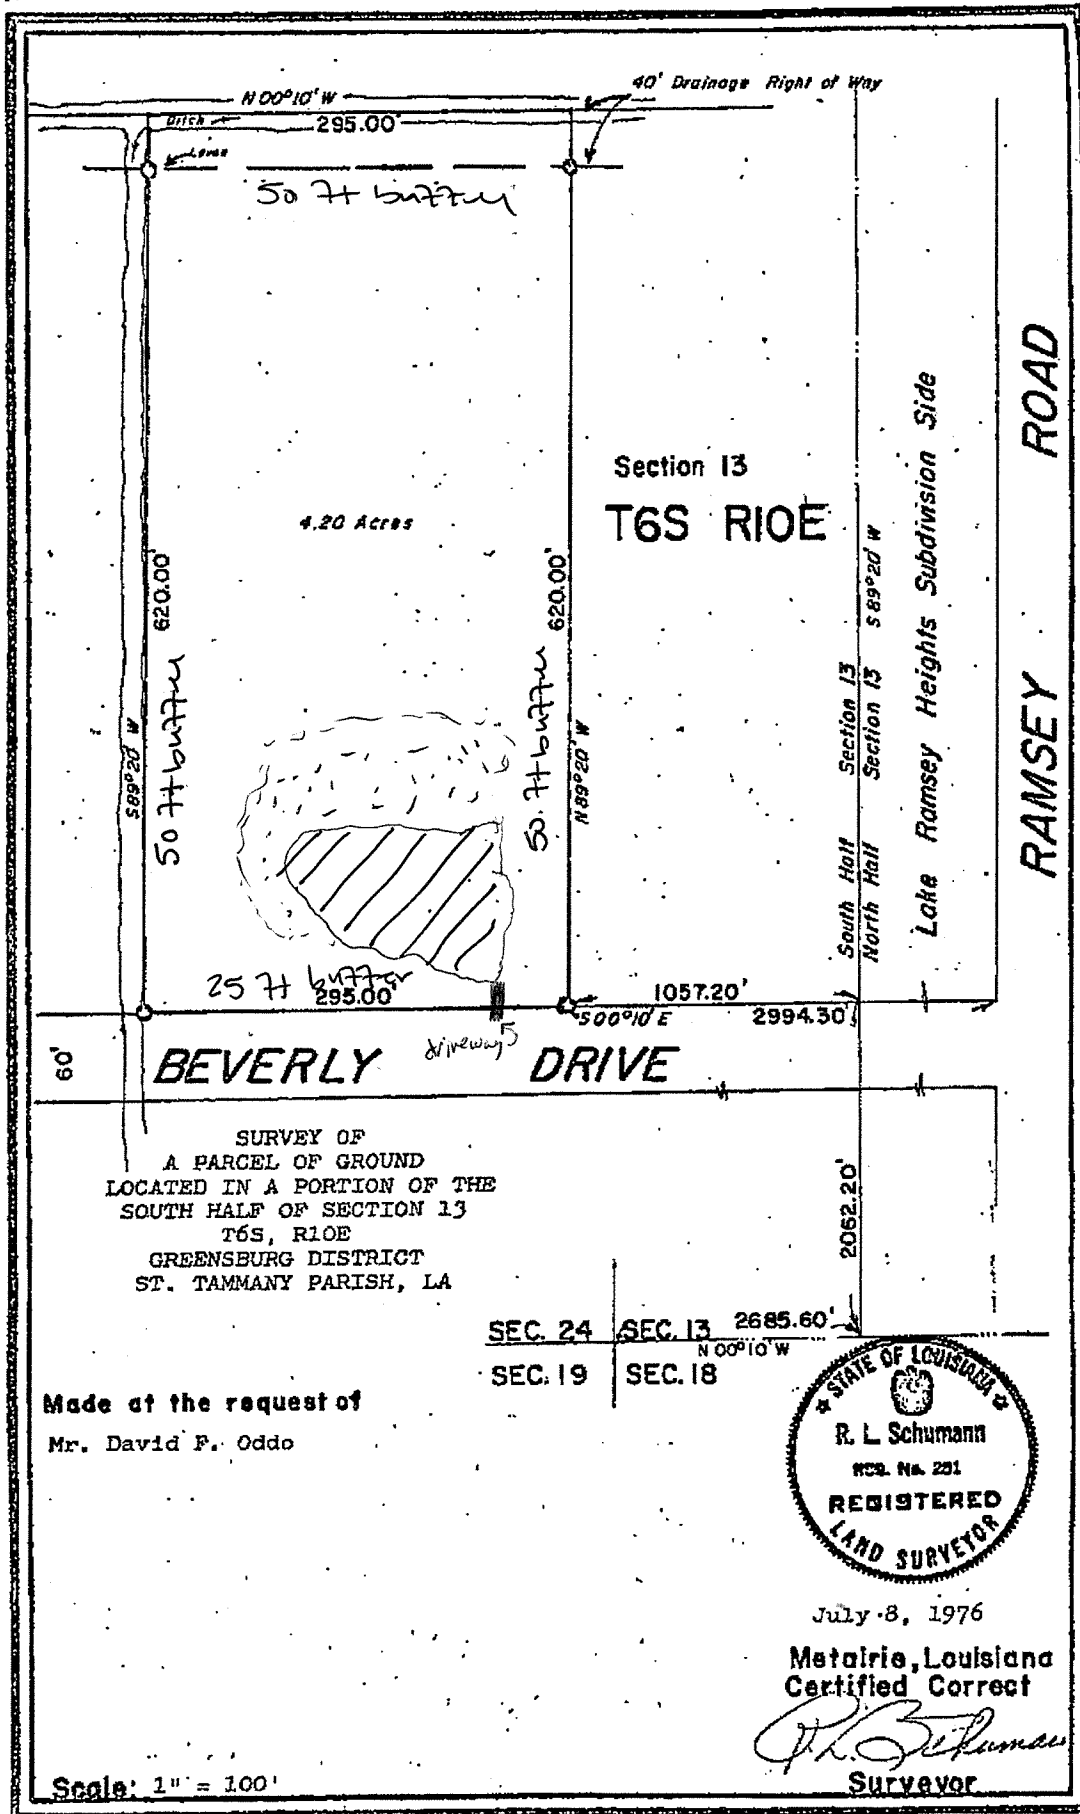 40' Drainage Right of Way
N 00°10' W
Ditch
295.00'
Levee
50 ft buffer
Section 13
T6S R10E
4.20 Acres
620.00'
620.00'
50 ft buffer
50 ft buffer
S89°20' W
N 89°20' W
South Half Section 13
North Half Section 13 S 89°20' W
Lake Ramsey Heights Subdivision Side
RAMSEY ROAD
25 ft buffer
295.00'
1057.20'
S00°10' E
2994.30'
driveway
60'
BEVERLY DRIVE
SURVEY OF
A PARCEL OF GROUND
LOCATED IN A PORTION OF THE
SOUTH HALF OF SECTION 13
T6S, R10E
GREENSBURG DISTRICT
ST. TAMMANY PARISH, LA
2062.20'
SEC. 24 SEC. 13 2685.60'
N 00°10' W
SEC. 19 SEC. 18
Made at the request of
Mr. David F. Oddo
STATE OF LOUISIANA
R. L. Schumann
REG. No. 281
REGISTERED
LAND SURVEYOR
July 8, 1976
Metairie, Louisiana
Certified Correct
R. L. Schumann
Surveyor
Scale: 1" = 100'